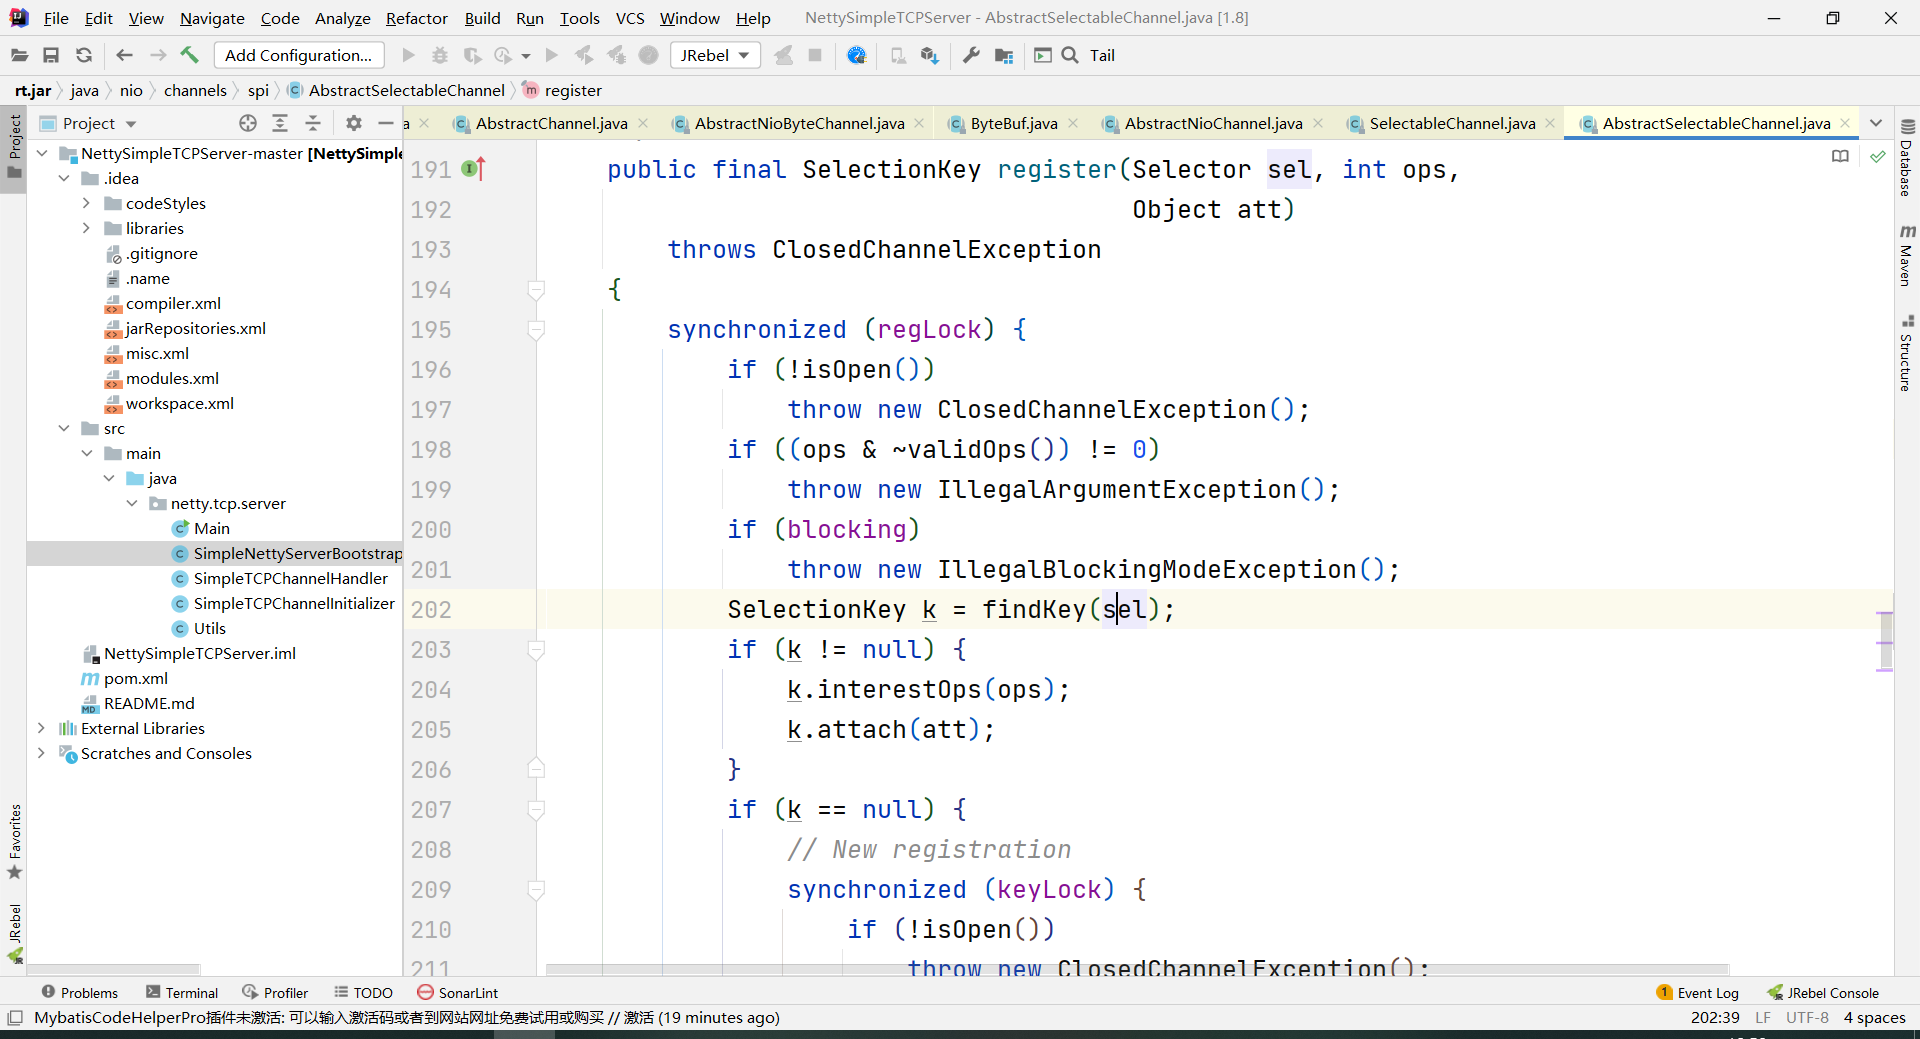 File Edit View Navigate Code Analyze Refactor Build Run Tools VCS Window Help NettySimpleTCPServer - AbstractSelectableChannel.java [1.8]
Add Configuration... JRebel Tail
rt.jar java nio channels spi AbstractSelectableChannel register
Project a AbstractChannel.java AbstractNioByteChannel.java ByteBuf.java AbstractNioChannel.java SelectableChannel.java AbstractSelectableChannel.java
Project
Favorites
JRebel
NettySimpleTCPServer-master [NettySimple
.idea
codeStyles
libraries
.gitignore
.name
compiler.xml
jarRepositories.xml
misc.xml
modules.xml
workspace.xml
src
main
java
netty.tcp.server
Main
SimpleNettyServerBootstrap
SimpleTCPChannelHandler
SimpleTCPChannelInitializer
Utils
NettySimpleTCPServer.iml
pom.xml
README.md
External Libraries
Scratches and Consoles
191 public final SelectionKey register(Selector sel, int ops,
192 Object att)
193 throws ClosedChannelException
194 {
195 synchronized (regLock) {
196 if (!isOpen())
197 throw new ClosedChannelException();
198 if ((ops & ~validOps()) != 0)
199 throw new IllegalArgumentException();
200 if (blocking)
201 throw new IllegalBlockingModeException();
202 SelectionKey k = findKey(sel);
203 if (k != null) {
204 k.interestOps(ops);
205 k.attach(att);
206 }
207 if (k == null) {
208 // New registration
209 synchronized (keyLock) {
210 if (!isOpen())
211 throw new ClosedChannelException();
Database
Maven
Structure
Problems Terminal Profiler TODO SonarLint 1 Event Log JRebel Console
MybatisCodeHelperPro插件未激活: 可以输入激活码或者到网站网址免费试用或购买 // 激活 (19 minutes ago) 202:39 LF UTF-8 4 spaces